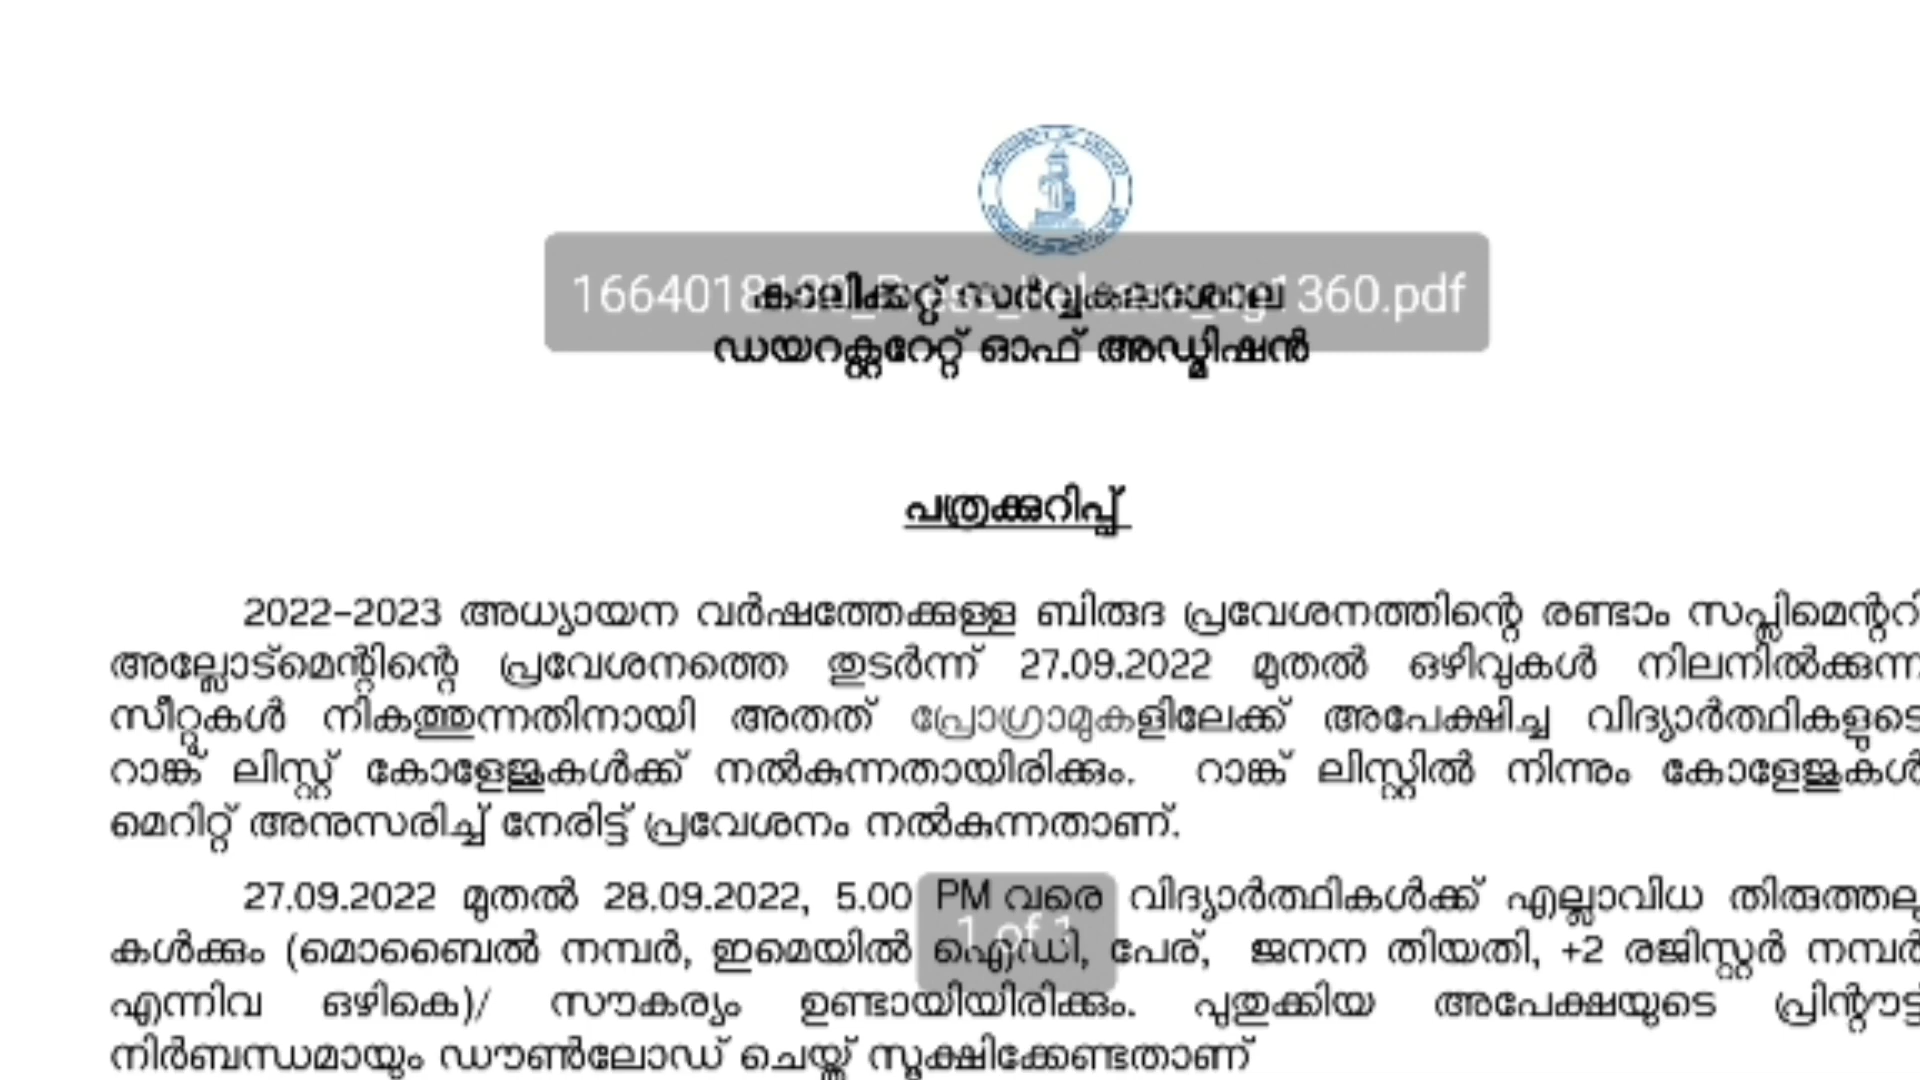 കാലിക്കറ്റ് സർവ്വകലാശാല
ഡയറക്ടറേറ്റ് ഓഫ് അഡ്മിഷൻ
പത്രക്കുറിപ്പ്
2022-2023 അധ്യായന വർഷത്തേക്കുള്ള ബിരുദ പ്രവേശനത്തിന്റെ രണ്ടാം സപ്ലിമെന്ററി
അല്ലോട്മെന്റിന്റെ പ്രവേശനത്തെ തുടർന്ന് 27.09.2022 മുതൽ ഒഴിവുകൾ നിലനിൽക്കുന്ന
സീറ്റുകൾ നികത്തുന്നതിനായി അതത് പ്രോഗ്രാമുകളിലേക്ക് അപേക്ഷിച്ച വിദ്യാർത്ഥികളുടെ
റാങ്ക് ലിസ്റ്റ് കോളേജുകൾക്ക് നൽകുന്നതായിരിക്കും. റാങ്ക് ലിസ്റ്റിൽ നിന്നും കോളേജുകൾ
മെറിറ്റ് അനുസരിച്ച് നേരിട്ട് പ്രവേശനം നൽകുന്നതാണ്.
27.09.2022 മുതൽ 28.09.2022, 5.00 PM വരെ വിദ്യാർത്ഥികൾക്ക് എല്ലാവിധ തിരുത്തലു
കൾക്കും (മൊബൈൽ നമ്പർ, ഇമെയിൽ ഐഡി, പേര്, ജനന തിയതി, +2 രജിസ്റ്റർ നമ്പർ
എന്നിവ ഒഴികെ)/ സൗകര്യം ഉണ്ടായിയിരിക്കും. പുതുക്കിയ അപേക്ഷയുടെ പ്രിന്റൗട്ട്
നിർബന്ധമായും ഡൗൺലോഡ് ചെയ്ത് സൂക്ഷിക്കേണ്ടതാണ്
1 of 1